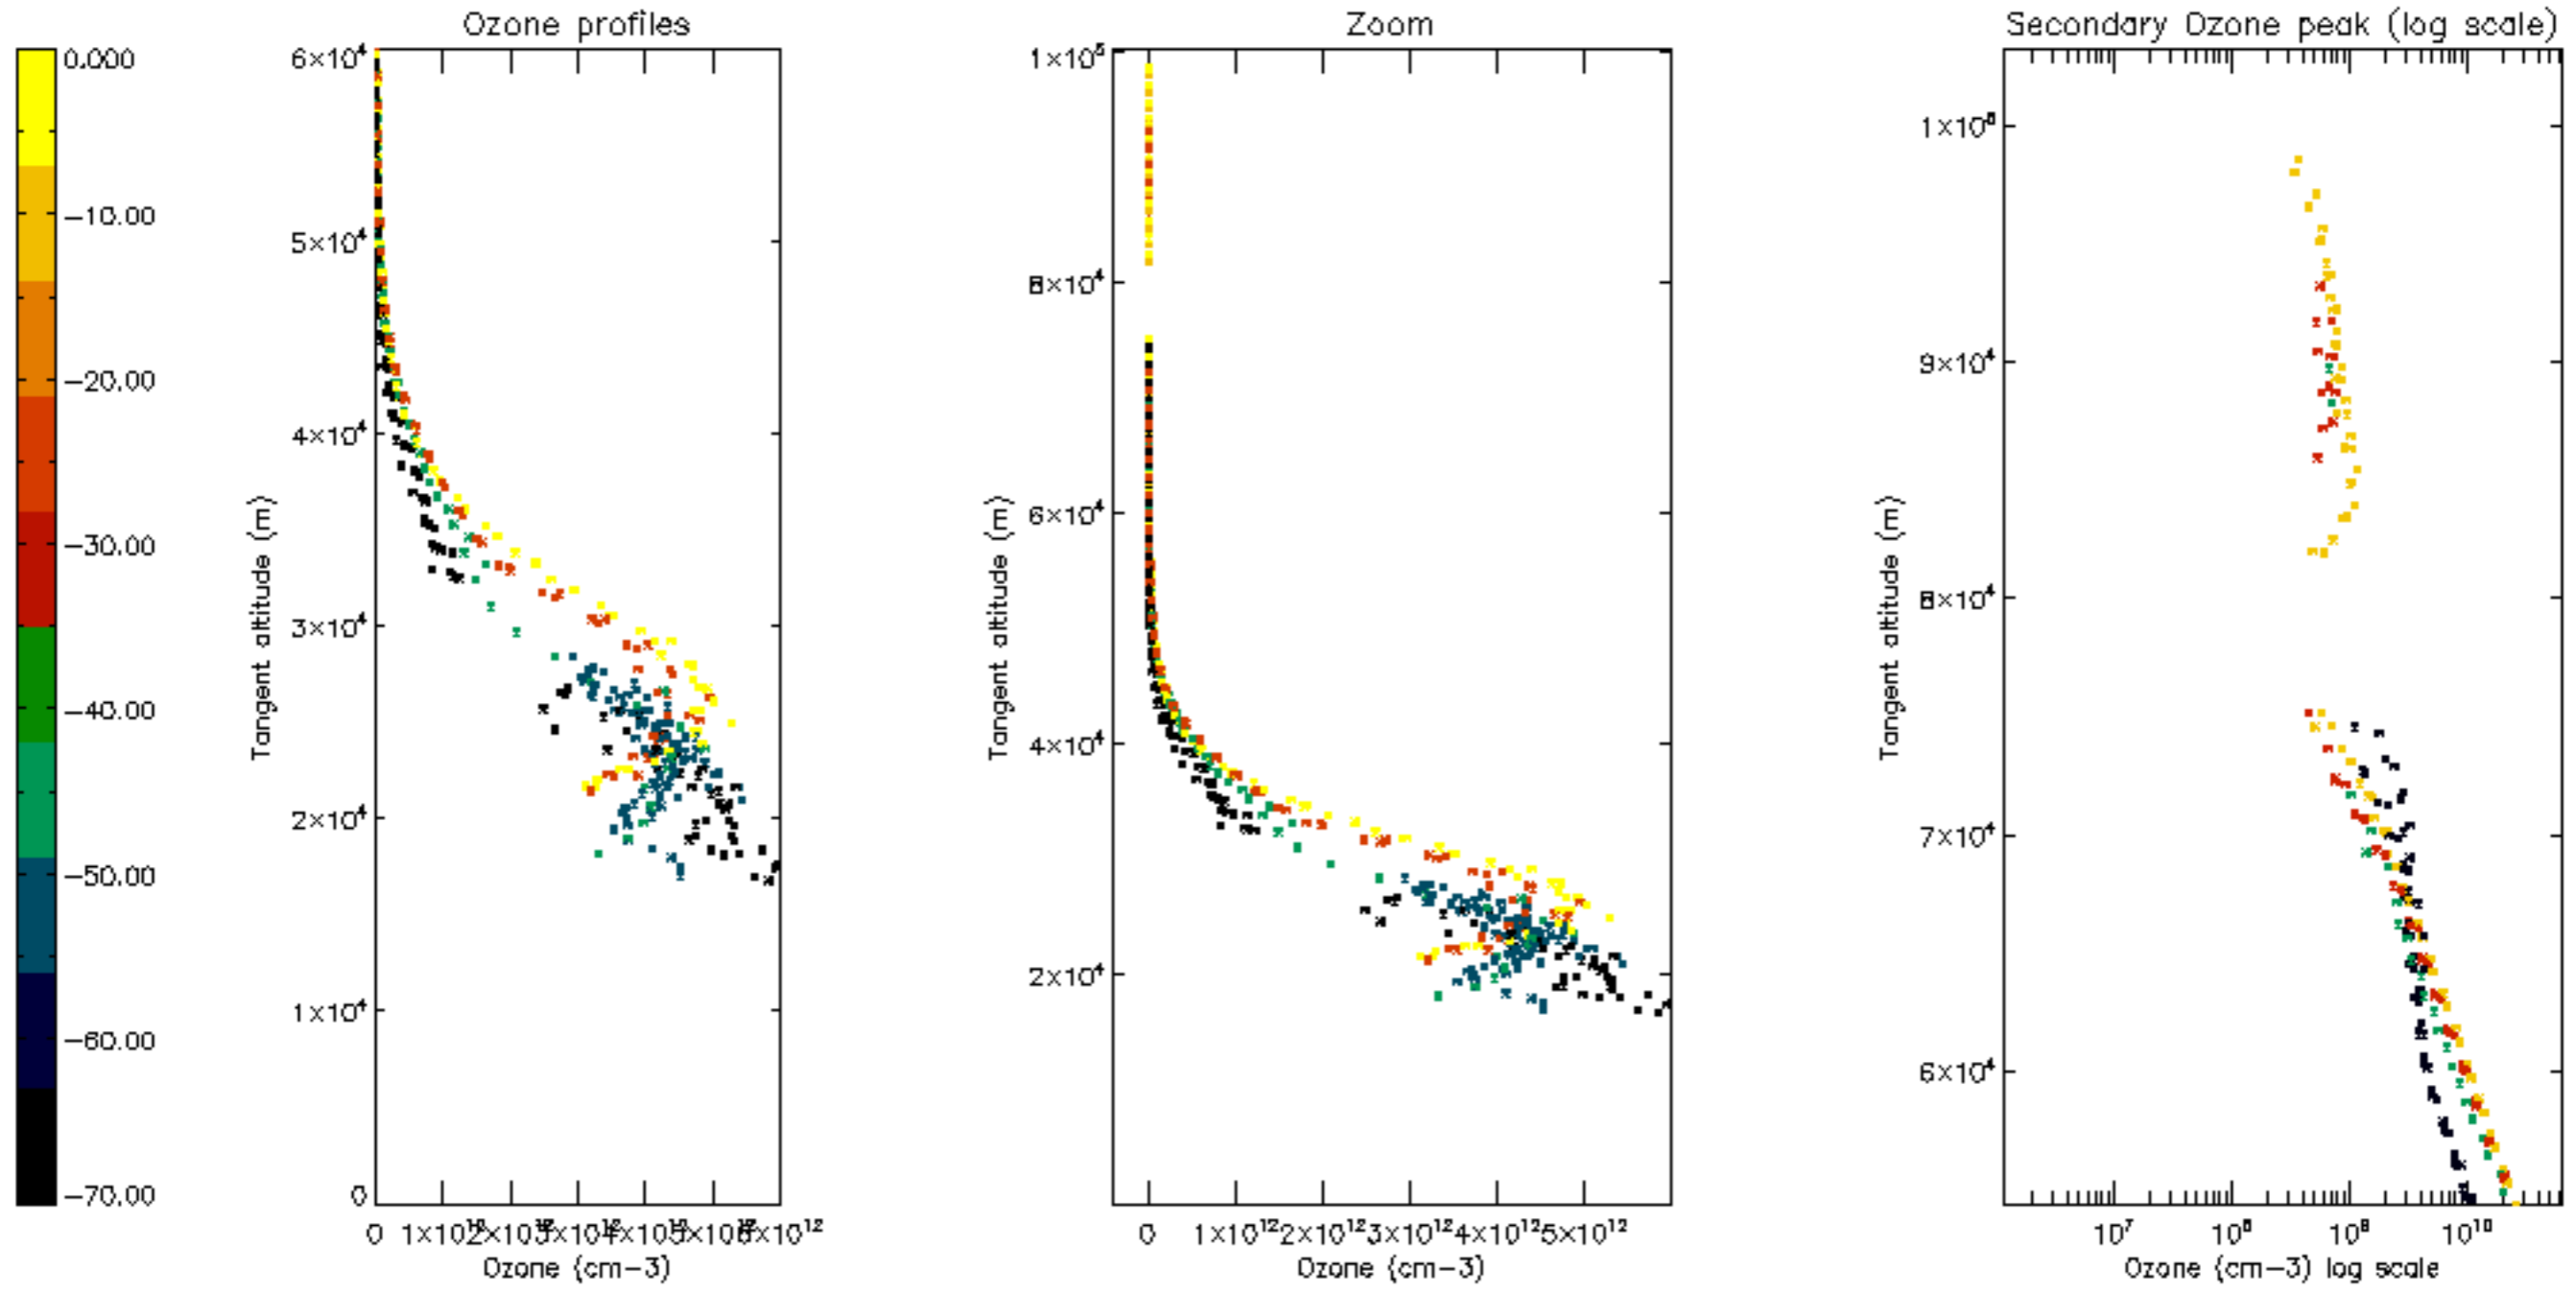 Ozone profiles
Zoom
Secondary Ozone peak (log scale)
0.000
−10.00
−20.00
−30.00
−40.00
−50.00
−60.00
−70.00
6×10⁴
5×10⁴
4×10⁴
3×10⁴
2×10⁴
1×10⁴
0
Tangent altitude (m)
0
6×10¹²
Ozone (cm−3)
1×10⁵
8×10⁴
6×10⁴
4×10⁴
2×10⁴
Tangent altitude (m)
0 1×10¹² 2×10¹² 3×10¹² 4×10¹² 5×10¹²
Ozone (cm−3)
1×10⁵
9×10⁴
8×10⁴
7×10⁴
6×10⁴
Tangent altitude (m)
10⁷ 10⁸ 10⁹ 10¹⁰
Ozone (cm−3) log scale